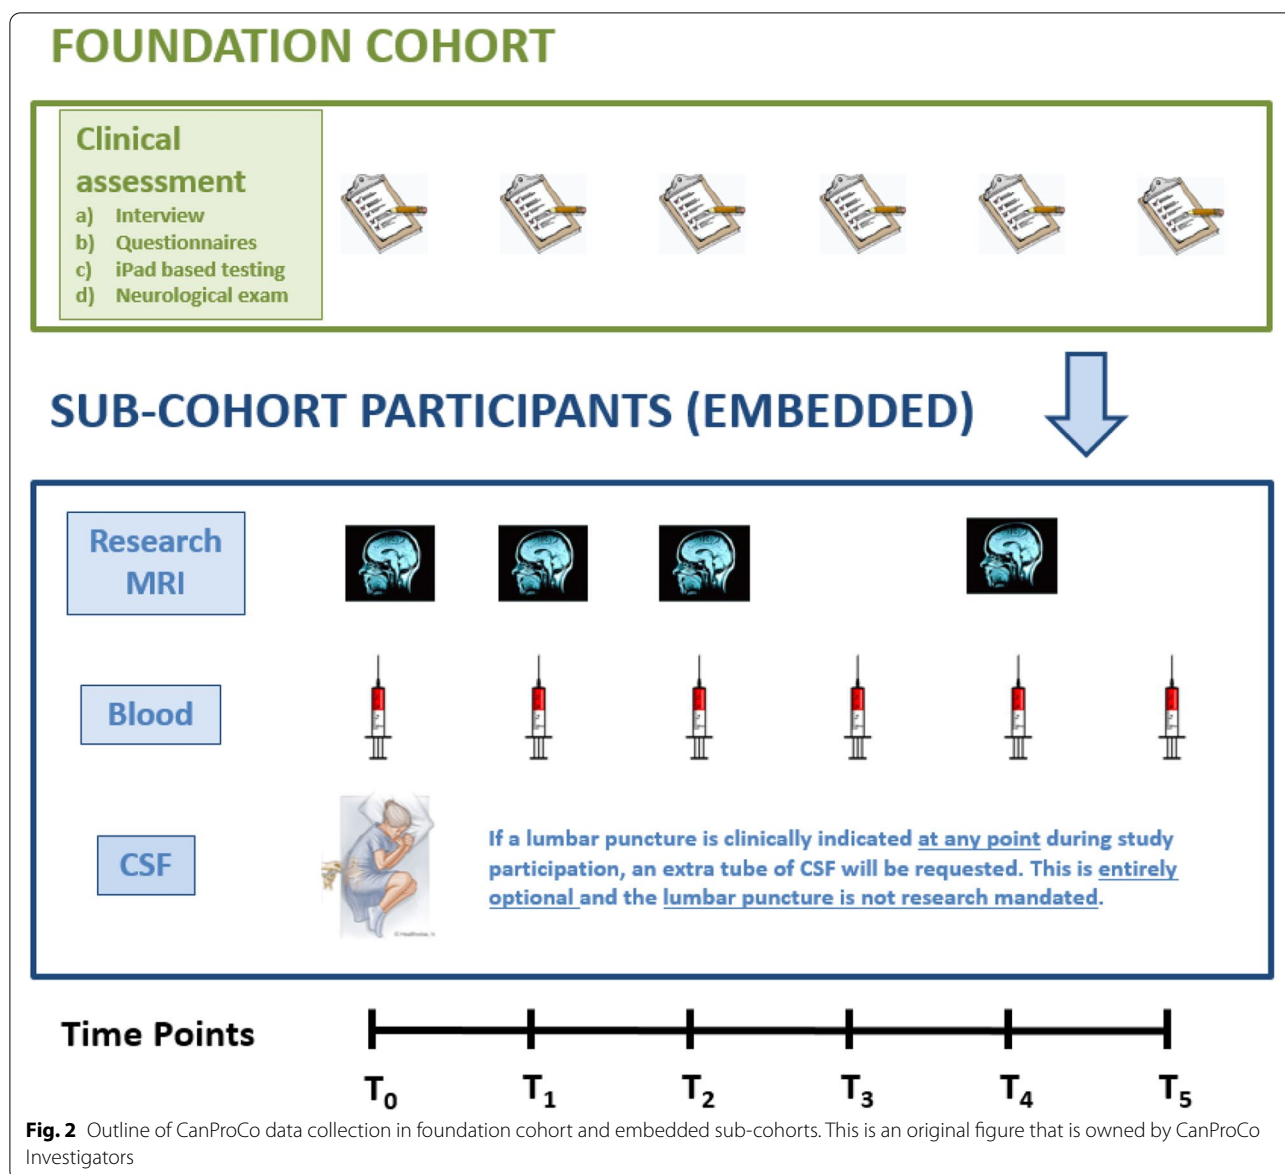 FOUNDATION COHORT
Clinical
assessment
a) Interview
b) Questionnaires
c) iPad based testing
d) Neurological exam
SUB-COHORT PARTICIPANTS (EMBEDDED)
Research
MRI
Blood
CSF
If a lumbar puncture is clinically indicated at any point during study
participation, an extra tube of CSF will be requested. This is entirely
optional and the lumbar puncture is not research mandated.
Time Points
T0 T1 T2 T3 T4 T5
Fig. 2 Outline of CanProCo data collection in foundation cohort and embedded sub-cohorts. This is an original figure that is owned by CanProCo
Investigators